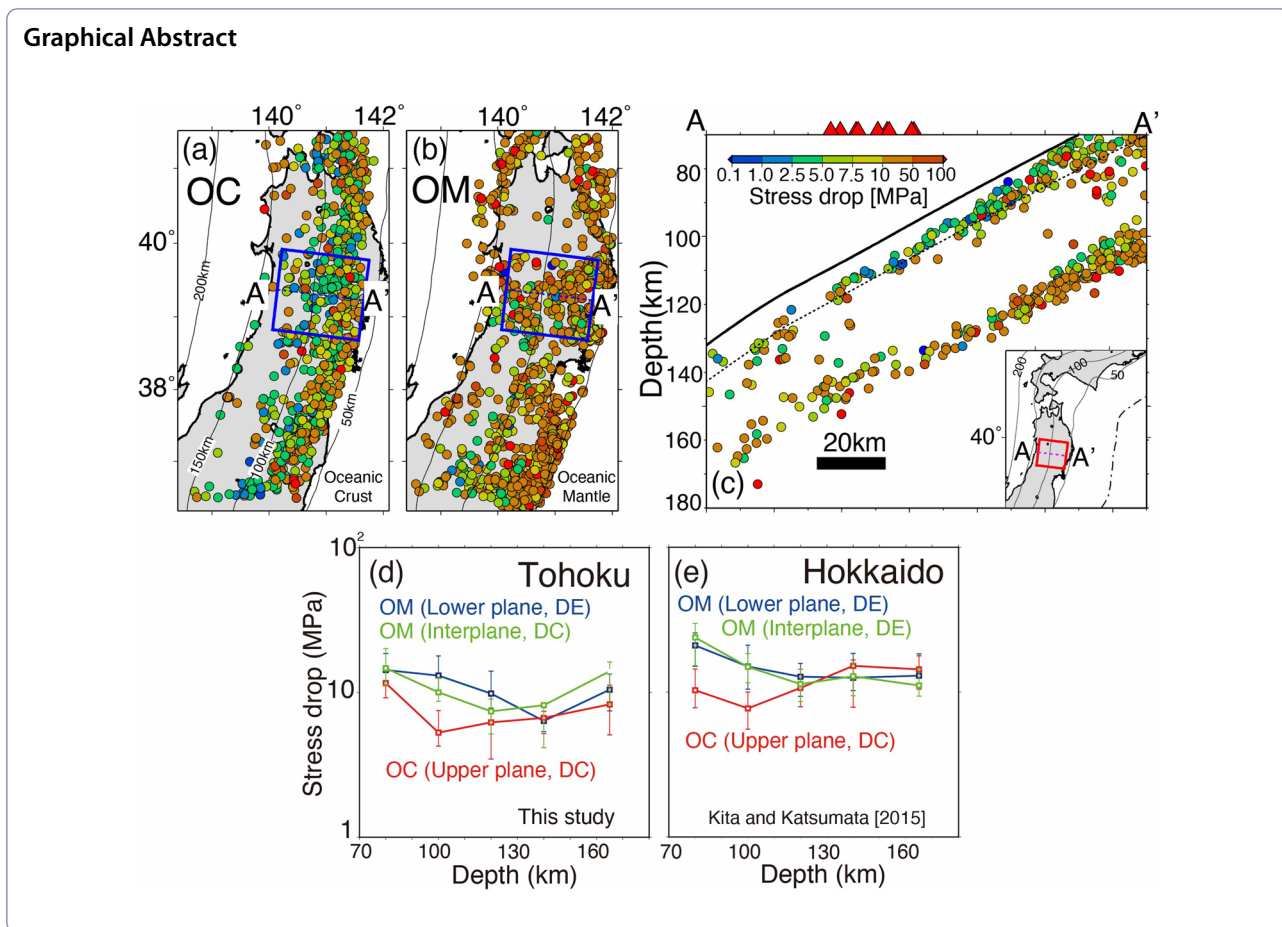 Graphical Abstract
140° 142° 140° 142°
(a)
OC
40°
38°
200km
150km
100km
50km
A A'
Oceanic
Crust
(b)
OM
A A'
Oceanic
Mantle
A A'
80
100
120
140
160
180
Depth(km)
0.1 1.0 2.5 5.0 7.5 10 50 100
Stress drop [MPa]
20km
(c)
200 100 50
40°
A A'
10²
10
1
Stress drop (MPa)
(d) Tohoku
OM (Lower plane, DE)
OM (Interplane, DC)
OC (Upper plane, DC)
This study
70 100 130 160
Depth (km)
(e) Hokkaido
OM (Lower plane, DE)
OM (Interplane, DE)
OC (Upper plane, DC)
Kita and Katsumata [2015]
70 100 130 160
Depth (km)